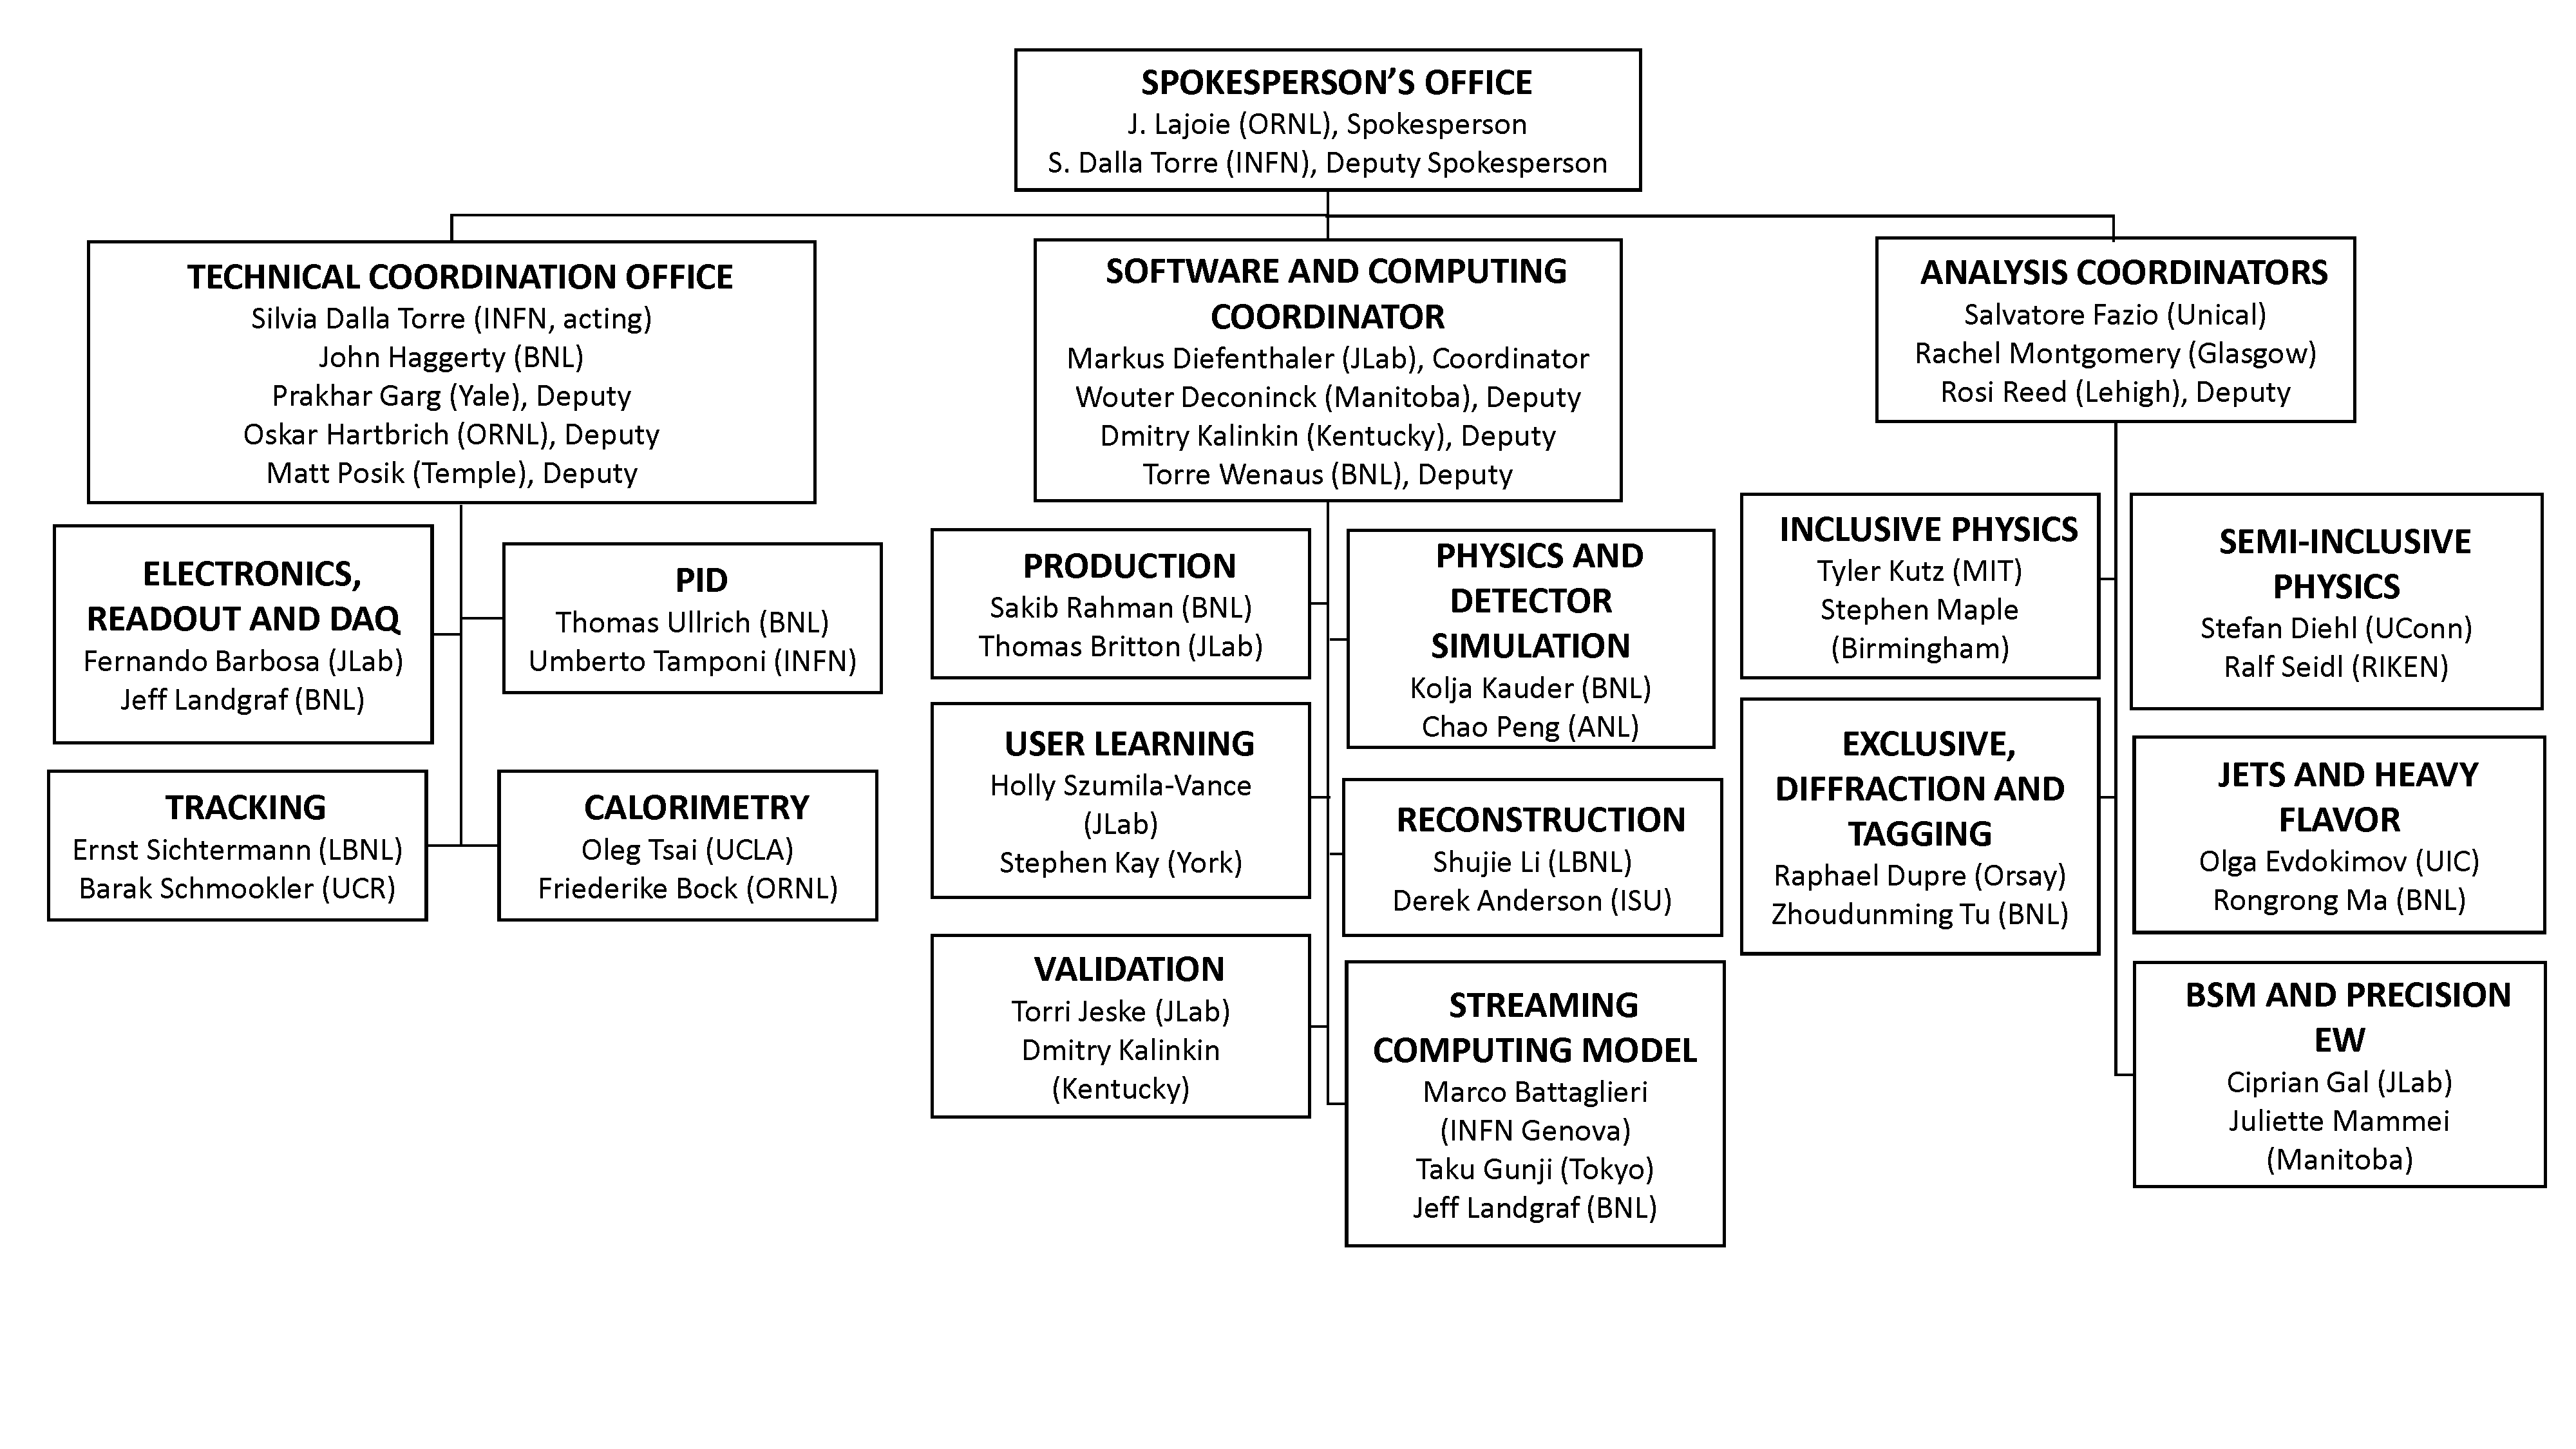 SPOKESPERSON’S OFFICE
J. Lajoie (ORNL), Spokesperson
S. Dalla Torre (INFN), Deputy Spokesperson
TECHNICAL COORDINATION OFFICE
Silvia Dalla Torre (INFN, acting)
John Haggerty (BNL)
Prakhar Garg (Yale), Deputy
Oskar Hartbrich (ORNL), Deputy
Matt Posik (Temple), Deputy
ELECTRONICS,
READOUT AND DAQ
Fernando Barbosa (JLab)
Jeff Landgraf (BNL)
PID
Thomas Ullrich (BNL)
Umberto Tamponi (INFN)
TRACKING
Ernst Sichtermann (LBNL)
Barak Schmookler (UCR)
CALORIMETRY
Oleg Tsai (UCLA)
Friederike Bock (ORNL)
SOFTWARE AND COMPUTING
COORDINATOR
Markus Diefenthaler (JLab), Coordinator
Wouter Deconinck (Manitoba), Deputy
Dmitry Kalinkin (Kentucky), Deputy
Torre Wenaus (BNL), Deputy
PRODUCTION
Sakib Rahman (BNL)
Thomas Britton (JLab)
PHYSICS AND
DETECTOR
SIMULATION
Kolja Kauder (BNL)
Chao Peng (ANL)
USER LEARNING
Holly Szumila-Vance
(JLab)
Stephen Kay (York)
RECONSTRUCTION
Shujie Li (LBNL)
Derek Anderson (ISU)
VALIDATION
Torri Jeske (JLab)
Dmitry Kalinkin
(Kentucky)
STREAMING
COMPUTING MODEL
Marco Battaglieri
(INFN Genova)
Taku Gunji (Tokyo)
Jeff Landgraf (BNL)
ANALYSIS COORDINATORS
Salvatore Fazio (Unical)
Rachel Montgomery (Glasgow)
Rosi Reed (Lehigh), Deputy
INCLUSIVE PHYSICS
Tyler Kutz (MIT)
Stephen Maple
(Birmingham)
SEMI-INCLUSIVE
PHYSICS
Stefan Diehl (UConn)
Ralf Seidl (RIKEN)
EXCLUSIVE,
DIFFRACTION AND
TAGGING
Raphael Dupre (Orsay)
Zhoudunming Tu (BNL)
JETS AND HEAVY
FLAVOR
Olga Evdokimov (UIC)
Rongrong Ma (BNL)
BSM AND PRECISION
EW
Ciprian Gal (JLab)
Juliette Mammei
(Manitoba)